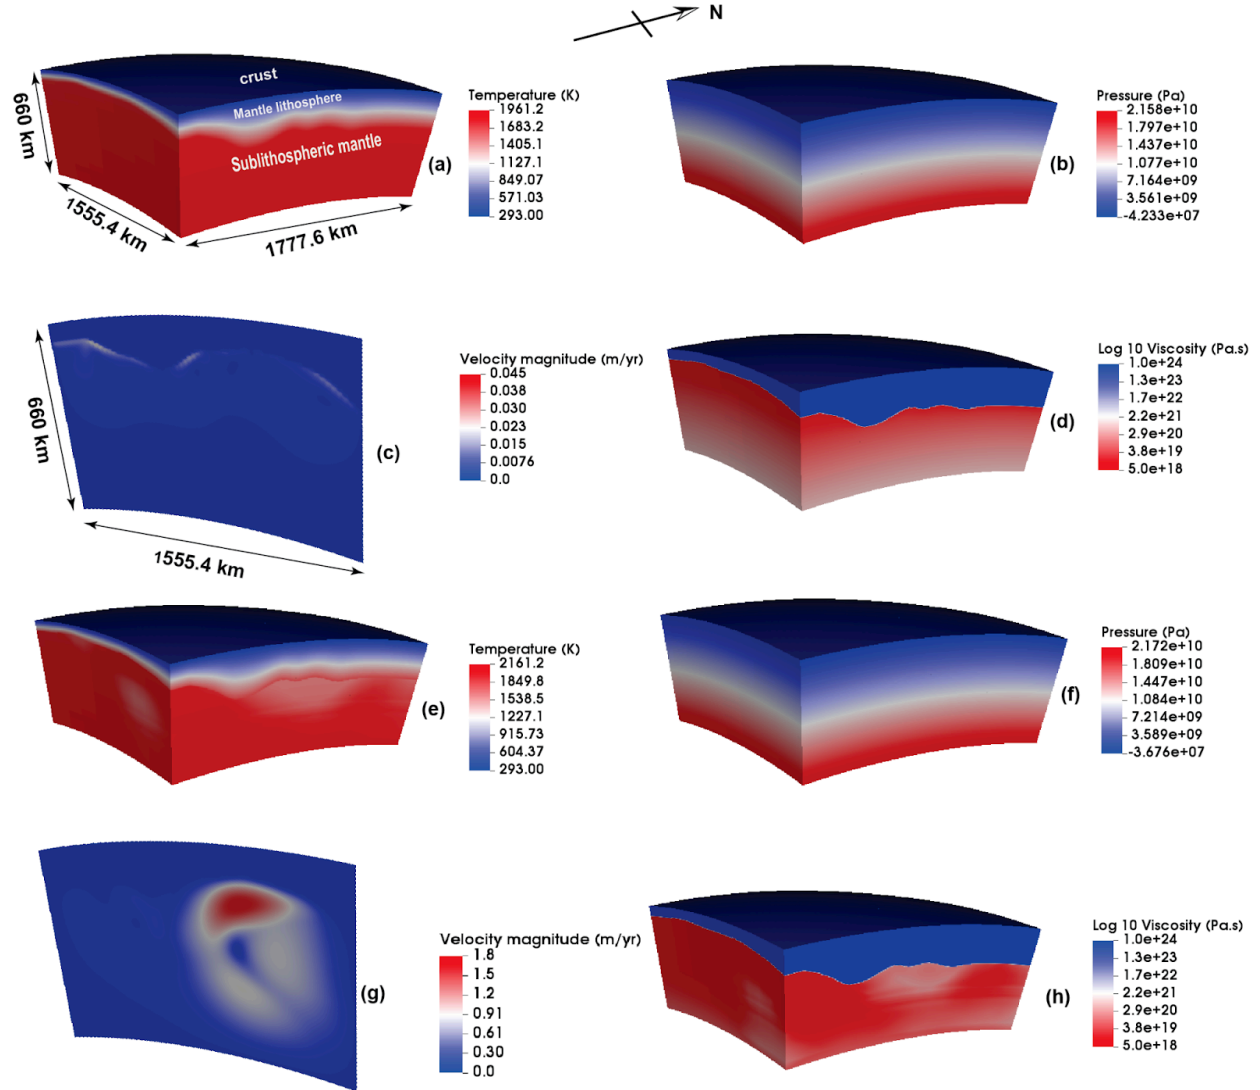 N
crust
Mantle lithosphere
Sublithospheric mantle
660 km
1555.4 km
1777.6 km
Temperature (K)
1961.2
1683.2
1405.1
1127.1
849.07
571.03
293.00
(a)
Pressure (Pa)
2.158e+10
1.797e+10
1.437e+10
1.077e+10
7.164e+09
3.561e+09
-4.233e+07
(b)
660 km
1555.4 km
Velocity magnitude (m/yr)
0.045
0.038
0.030
0.023
0.015
0.0076
0.0
(c)
Log 10 Viscosity (Pa.s)
1.0e+24
1.3e+23
1.7e+22
2.2e+21
2.9e+20
3.8e+19
5.0e+18
(d)
Temperature (K)
2161.2
1849.8
1538.5
1227.1
915.73
604.37
293.00
(e)
Pressure (Pa)
2.172e+10
1.809e+10
1.447e+10
1.084e+10
7.214e+09
3.589e+09
-3.676e+07
(f)
Velocity magnitude (m/yr)
1.8
1.5
1.2
0.91
0.61
0.30
0.0
(g)
Log 10 Viscosity (Pa.s)
1.0e+24
1.3e+23
1.7e+22
2.2e+21
2.9e+20
3.8e+19
5.0e+18
(h)